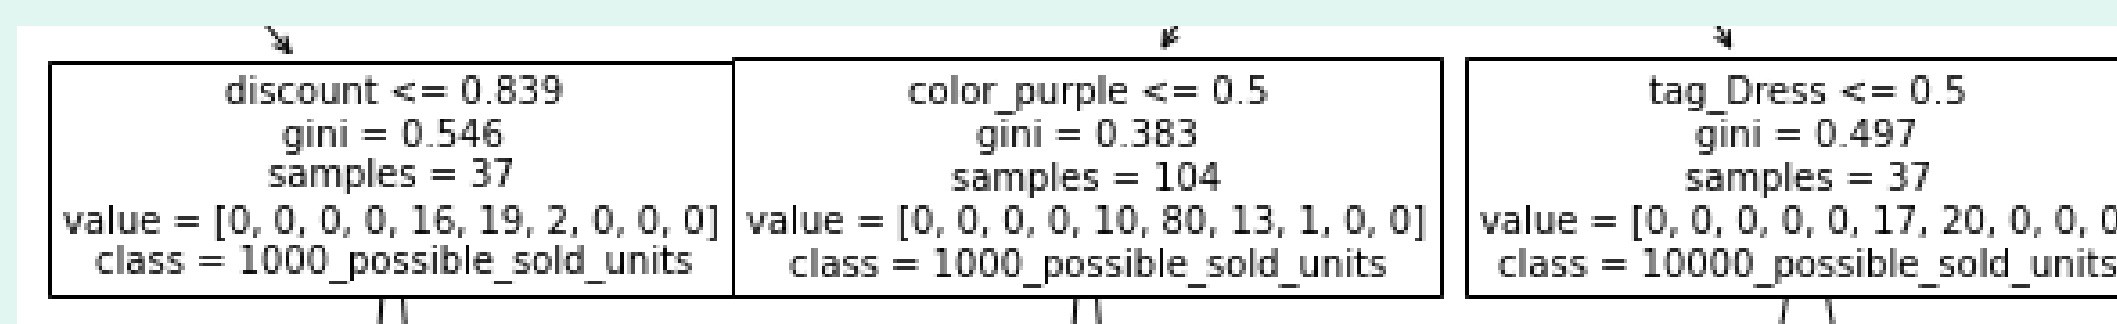 discount <= 0.839
gini = 0.546
samples = 37
value = [0, 0, 0, 0, 16, 19, 2, 0, 0, 0]
class = 1000_possible_sold_units
color_purple <= 0.5
gini = 0.383
samples = 104
value = [0, 0, 0, 0, 10, 80, 13, 1, 0, 0]
class = 1000_possible_sold_units
tag_Dress <= 0.5
gini = 0.497
samples = 37
value = [0, 0, 0, 0, 0, 17, 20, 0, 0, 0
class = 10000_possible_sold_units